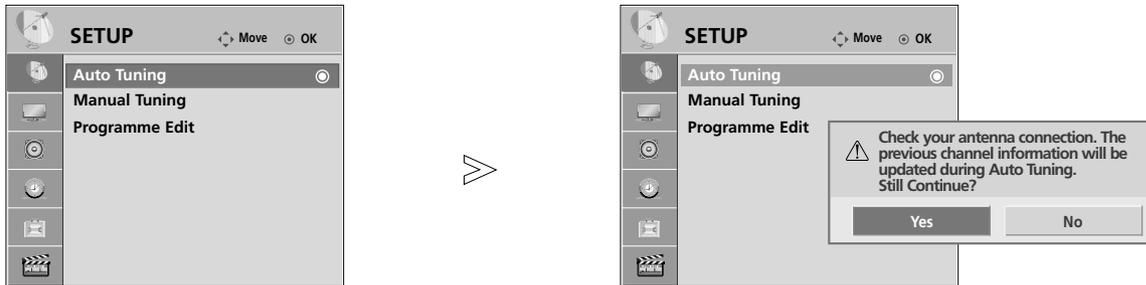 SETUP Move OK
Auto Tuning
Manual Tuning
Programme Edit
SETUP Move OK
Auto Tuning
Manual Tuning
Programme Edit
Check your antenna connection. The
previous channel information will be
updated during Auto Tuning.
Still Continue?
Yes No